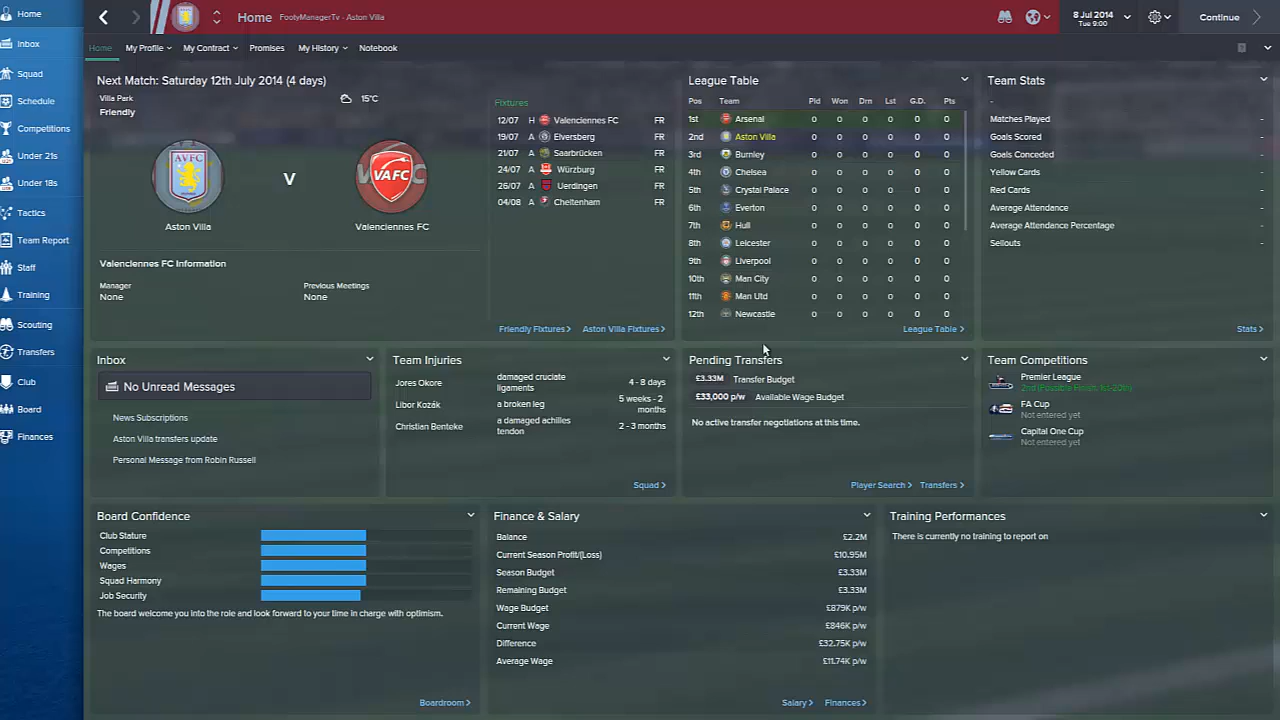 Home
Home FootyManagerTv - Aston Villa
8 Jul 2014
Tue 9:00
Continue
Inbox
Squad
Schedule
Competitions
Under 21s
Under 18s
Tactics
Team Report
Staff
Training
Scouting
Transfers
Club
Board
Finances
Home My Profile My Contract Promises My History Notebook
Next Match: Saturday 12th July 2014 (4 days)
Villa Park
Friendly
15°C
AVFC
V
VAFC
Aston Villa
Valenciennes FC
Valenciennes FC Information
Manager
None
Previous Meetings
None
Fixtures
12/07 H Valenciennes FC FR
19/07 A Elversberg FR
21/07 A Saarbrücken FR
24/07 A Würzburg FR
26/07 A Uerdingen FR
04/08 A Cheltenham FR
Friendly Fixtures> Aston Villa Fixtures>
League Table
Pos Team Pld Won Drn Lst G.D. Pts
1st Arsenal 0 0 0 0 0 0
2nd Aston Villa 0 0 0 0 0 0
3rd Burnley 0 0 0 0 0 0
4th Chelsea 0 0 0 0 0 0
5th Crystal Palace 0 0 0 0 0 0
6th Everton 0 0 0 0 0 0
7th Hull 0 0 0 0 0 0
8th Leicester 0 0 0 0 0 0
9th Liverpool 0 0 0 0 0 0
10th Man City 0 0 0 0 0 0
11th Man Utd 0 0 0 0 0 0
12th Newcastle 0 0 0 0 0 0
League Table >
Team Stats
-
Matches Played -
Goals Scored -
Goals Conceded -
Yellow Cards -
Red Cards -
Average Attendance -
Average Attendance Percentage -
Sellouts -
Stats >
Inbox
No Unread Messages
News Subscriptions
Aston Villa transfers update
Personal Message from Robin Russell
Team Injuries
Jores Okore damaged cruciate ligaments 4 - 8 days
Libor Kozák a broken leg 5 weeks - 2 months
Christian Benteke a damaged achilles tendon 2 - 3 months
Squad >
Pending Transfers
£3.33M Transfer Budget
£33,000 p/w Available Wage Budget
No active transfer negotiations at this time.
Player Search > Transfers >
Team Competitions
Premier League
2nd (Possible Finish: 1st-20th)
FA Cup
Not entered yet
Capital One Cup
Not entered yet
Board Confidence
Club Stature
Competitions
Wages
Squad Harmony
Job Security
The board welcome you into the role and look forward to your time in charge with optimism.
Boardroom >
Finance & Salary
Balance £2.2M
Current Season Profit/(Loss) £10.95M
Season Budget £3.33M
Remaining Budget £3.33M
Wage Budget £879K p/w
Current Wage £846K p/w
Difference £32.75K p/w
Average Wage £11.74K p/w
Salary > Finances >
Training Performances
There is currently no training to report on